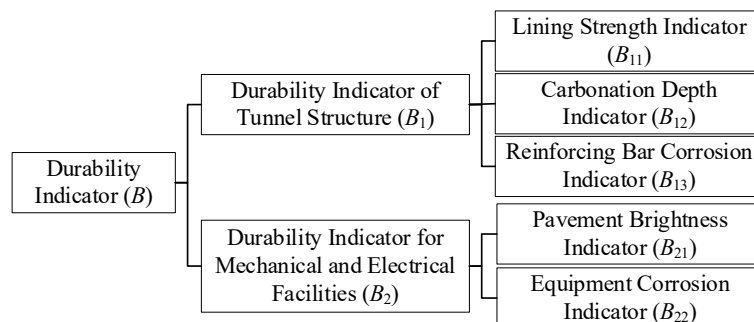 Durability
Indicator (B)
Durability Indicator of
Tunnel Structure (B₁)
Lining Strength Indicator
(B₁₁)
Carbonation Depth
Indicator (B₁₂)
Reinforcing Bar Corrosion
Indicator (B₁₃)
Durability Indicator for
Mechanical and Electrical
Facilities (B₂)
Pavement Brightness
Indicator (B₂₁)
Equipment Corrosion
Indicator (B₂₂)